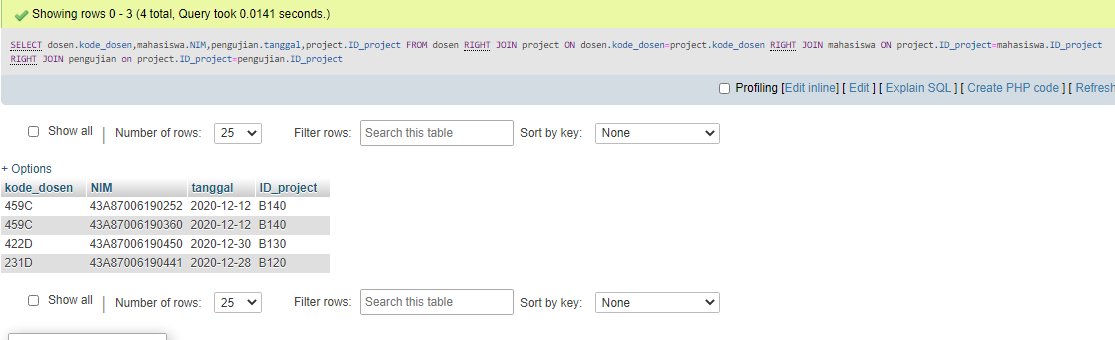 Showing rows 0 - 3 (4 total, Query took 0.0141 seconds.)
SELECT dosen.kode_dosen,mahasiswa.NIM,pengujian.tanggal,project.ID_project FROM dosen RIGHT JOIN project ON dosen.kode_dosen=project.kode_dosen RIGHT JOIN mahasiswa ON project.ID_project=mahasiswa.ID_project
RIGHT JOIN pengujian on project.ID_project=pengujian.ID_project
Profiling [Edit inline] [ Edit ] [ Explain SQL ] [ Create PHP code ] [ Refresh
Show all | Number of rows: 25 Filter rows: Search this table Sort by key: None
+ Options
kode_dosen NIM tanggal ID_project
459C 43A87006190252 2020-12-12 B140
459C 43A87006190360 2020-12-12 B140
422D 43A87006190450 2020-12-30 B130
231D 43A87006190441 2020-12-28 B120
Show all | Number of rows: 25 Filter rows: Search this table Sort by key: None